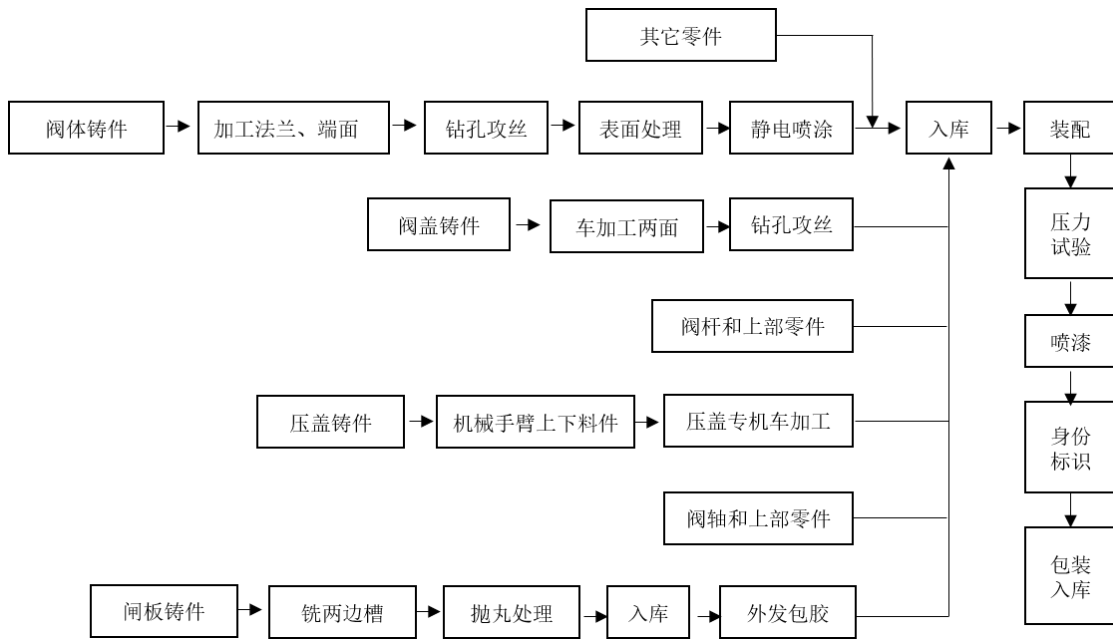 其它零件
阀体铸件
加工法兰、端面
钻孔攻丝
表面处理
静电喷涂
入库
装配
阀盖铸件
车加工两面
钻孔攻丝
压力
试验
阀杆和上部零件
喷漆
压盖铸件
机械手臂上下料件
压盖专机车加工
身份
标识
阀轴和上部零件
包装
入库
闸板铸件
铣两边槽
抛丸处理
入库
外发包胶